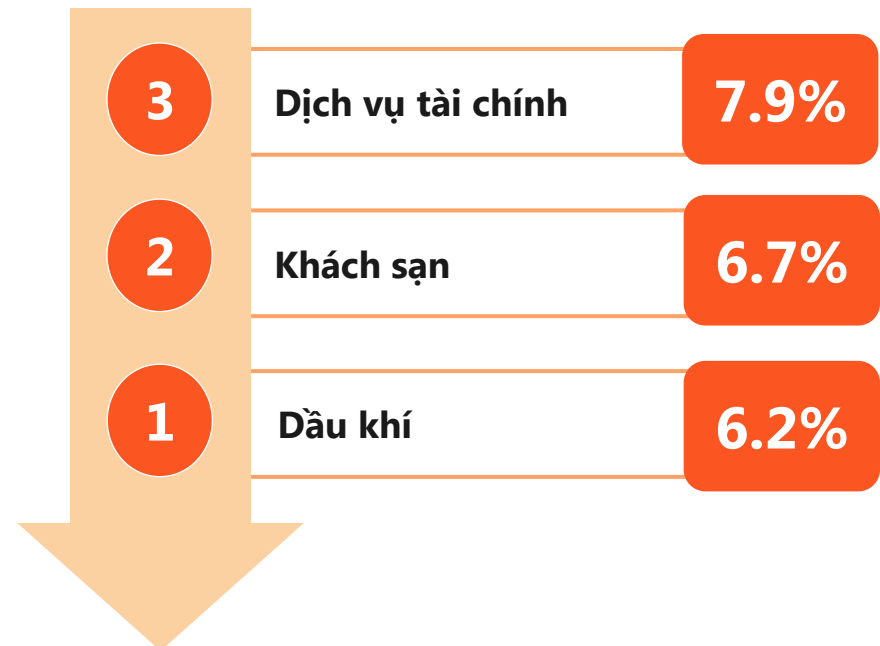 3
Dịch vụ tài chính
7.9%
2
Khách sạn
6.7%
1
Dầu khí
6.2%